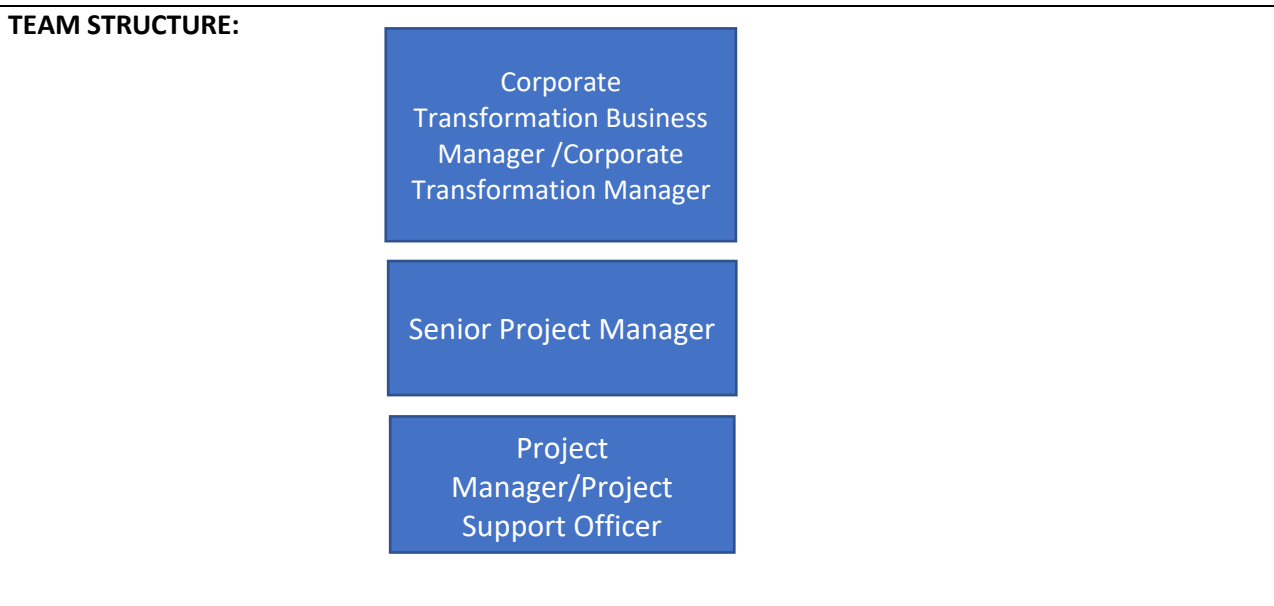 TEAM STRUCTURE:
Corporate
Transformation Business
Manager /Corporate
Transformation Manager
Senior Project Manager
Project
Manager/Project
Support Officer